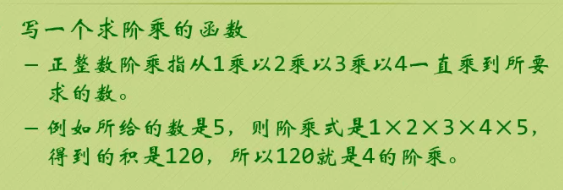 写一个求阶乘的函数
– 正整数阶乘指从1乘以2乘以3乘以4一直乘到所要
求的数。
– 例如所给的数是5，则阶乘式是1×2×3×4×5，
得到的积是120，所以120就是4的阶乘。